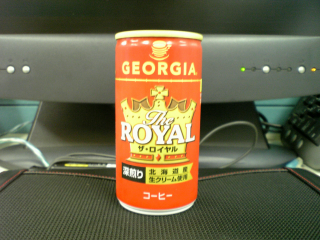 GEORGIA
The
ROYAL
ザ・ロイヤル
深煎り
北海道産
生クリーム使用
コーヒー